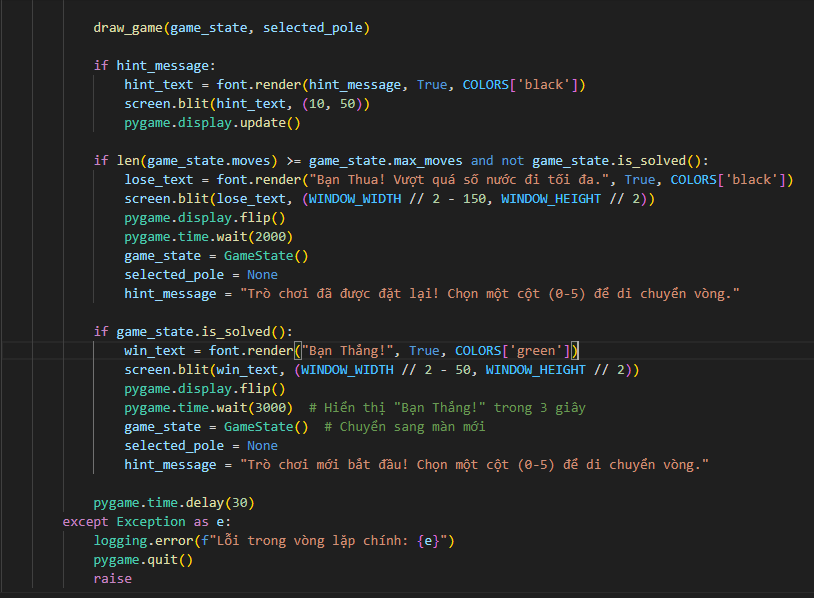 draw_game(game_state, selected_pole)
if hint_message:
hint_text = font.render(hint_message, True, COLORS['black'])
screen.blit(hint_text, (10, 50))
pygame.display.update()
if len(game_state.moves) >= game_state.max_moves and not game_state.is_solved():
lose_text = font.render("Bạn Thua! Vượt quá số nước đi tối đa.", True, COLORS['black'])
screen.blit(lose_text, (WINDOW_WIDTH // 2 - 150, WINDOW_HEIGHT // 2))
pygame.display.flip()
pygame.time.wait(2000)
game_state = GameState()
selected_pole = None
hint_message = "Trò chơi đã được đặt lại! Chọn một cột (0-5) để di chuyển vòng."
if game_state.is_solved():
win_text = font.render("Bạn Thắng!", True, COLORS['green'])
screen.blit(win_text, (WINDOW_WIDTH // 2 - 50, WINDOW_HEIGHT // 2))
pygame.display.flip()
pygame.time.wait(3000)  # Hiển thị "Bạn Thắng!" trong 3 giây
game_state = GameState()  # Chuyển sang màn mới
selected_pole = None
hint_message = "Trò chơi mới bắt đầu! Chọn một cột (0-5) để di chuyển vòng."
pygame.time.delay(30)
except Exception as e:
logging.error(f"Lỗi trong vòng lặp chính: {e}")
pygame.quit()
raise